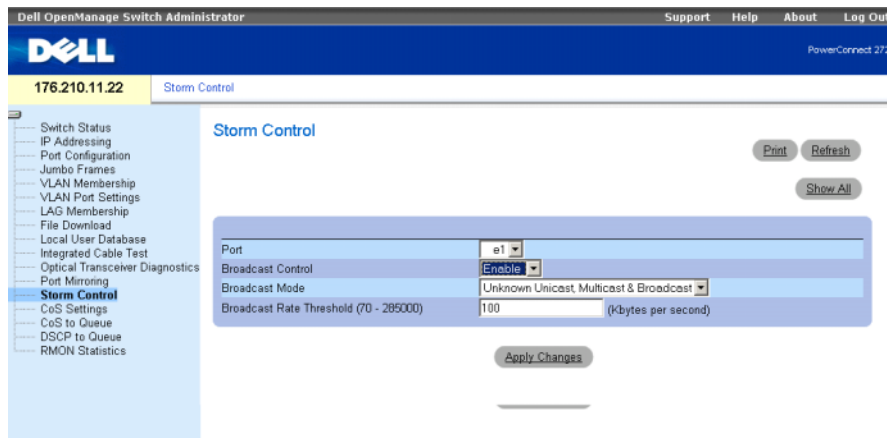 Dell OpenManage Switch Administrator
Support Help About Log Out
DELL
PowerConnect 272
176.210.11.22
Storm Control
Switch Status
IP Addressing
Port Configuration
Jumbo Frames
VLAN Membership
VLAN Port Settings
LAG Membership
File Download
Local User Database
Integrated Cable Test
Optical Transceiver Diagnostics
Port Mirroring
Storm Control
CoS Settings
CoS to Queue
DSCP to Queue
RMON Statistics
Storm Control
Print Refresh
Show All
Port e1
Broadcast Control Enable
Broadcast Mode Unknown Unicast, Multicast & Broadcast
Broadcast Rate Threshold (70 - 285000) 100 (Kbytes per second)
Apply Changes